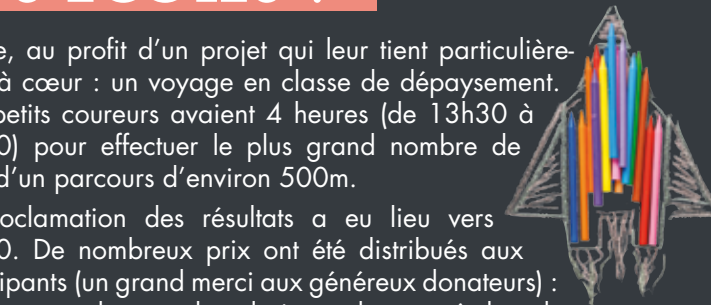 e, au profit d’un projet qui leur tient particulière-
à cœur : un voyage en classe de dépaysement.
petits coureurs avaient 4 heures (de 13h30 à
0) pour effectuer le plus grand nombre de
d’un parcours d’environ 500m.
oclamation des résultats a eu lieu vers
0. De nombreux prix ont été distribués aux
ipants (un grand merci aux généreux donateurs) :